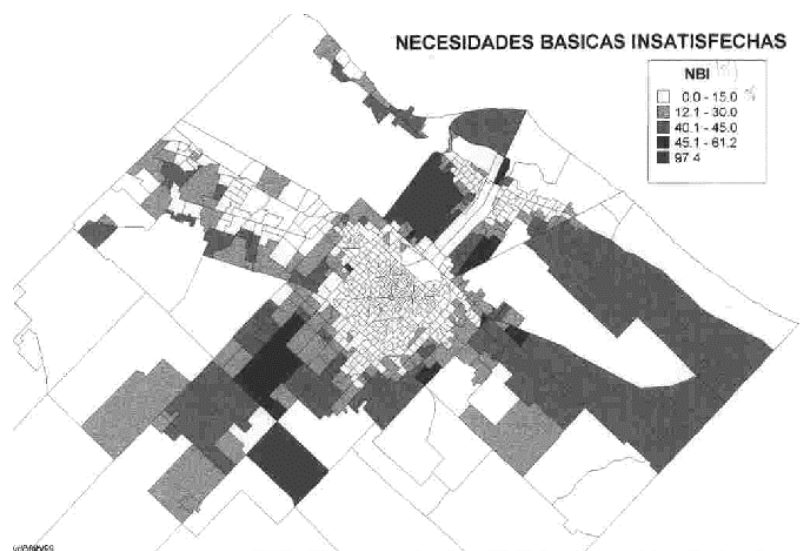 NECESIDADES BASICAS INSATISFECHAS
NBI
0.0 - 15.0 %
12.1 - 30.0
40.1 - 45.0
45.1 - 61.2
97.4